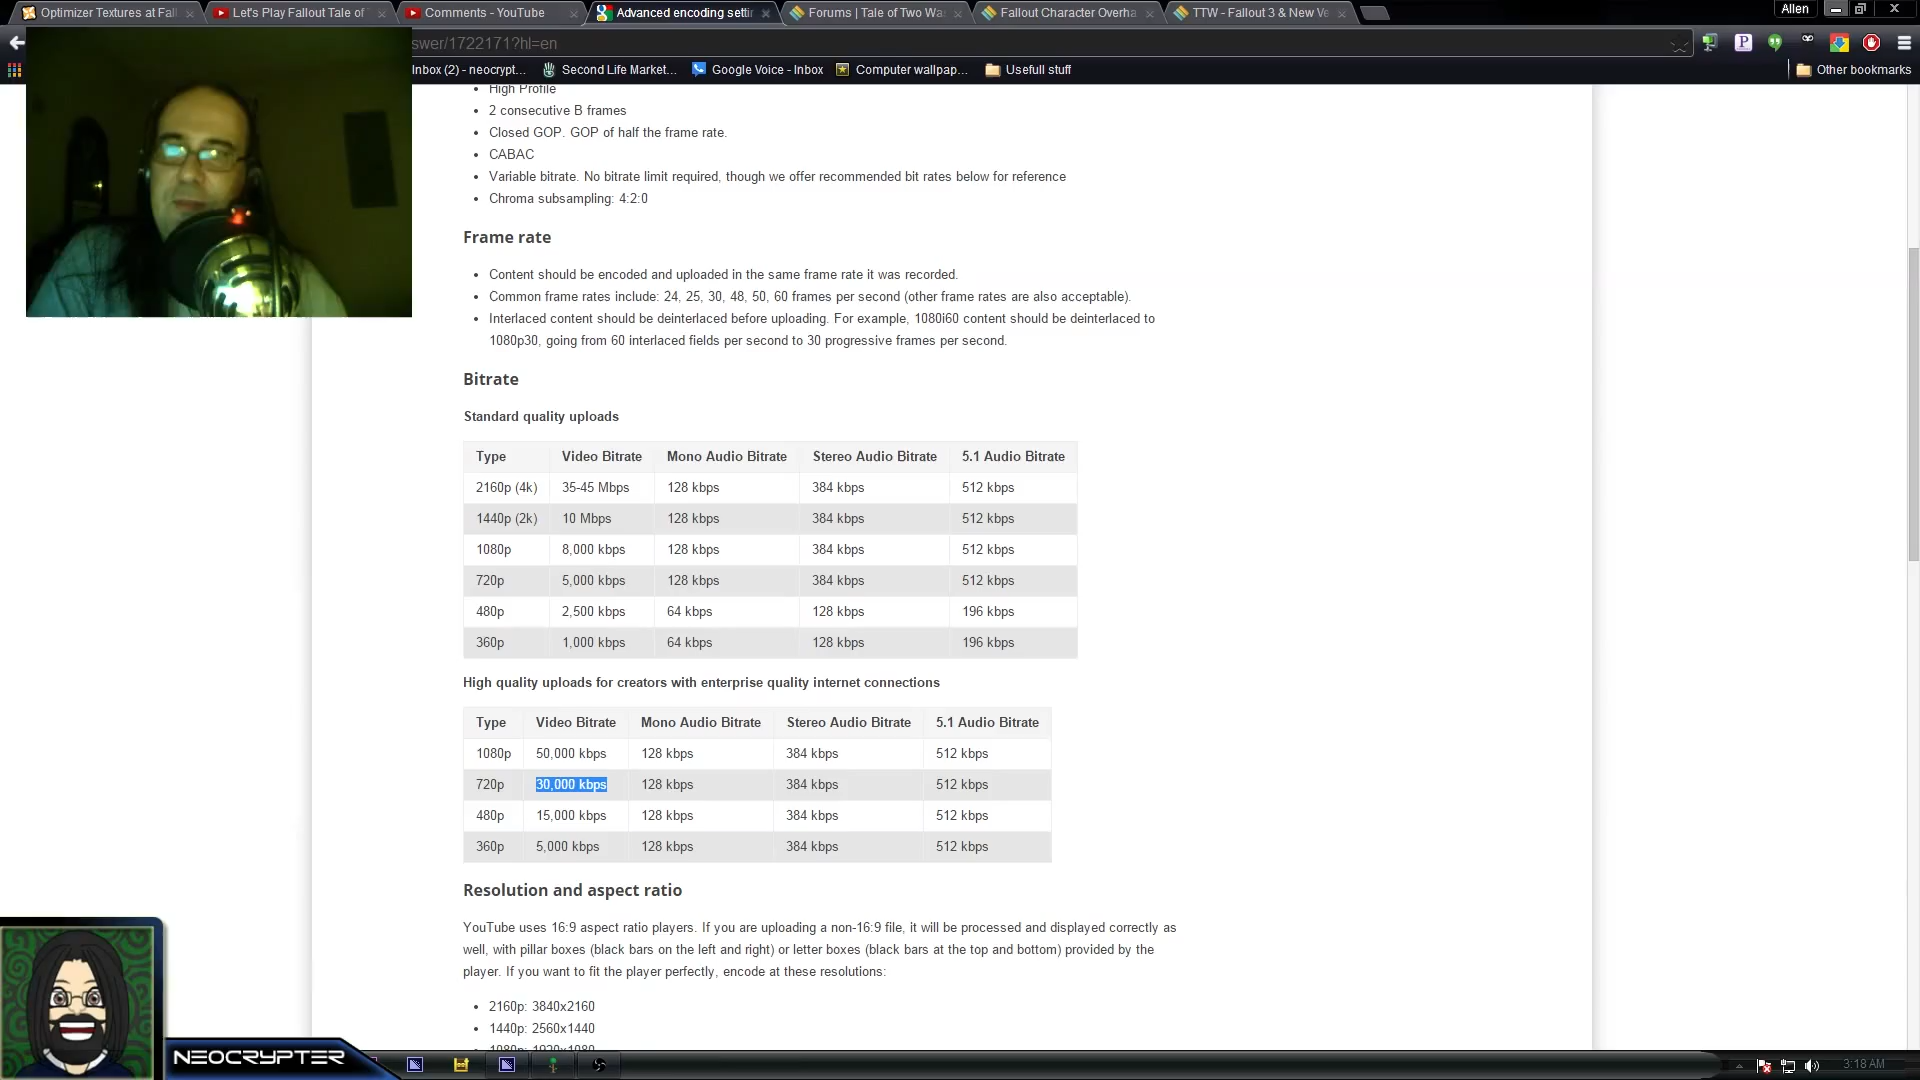 Optimizer Textures at Fall
Let's Play Fallout Tale of T
Comments - YouTube
Advanced encoding settin
Forums | Tale of Two Wa
Fallout Character Overha
TTW - Fallout 3 & New Ve
Allen
swer/1722171?hl=en
Inbox (2) - neocrypt...
Second Life Market...
Google Voice - Inbox
Computer wallpap...
Usefull stuff
Other bookmarks
• High Profile
• 2 consecutive B frames
• Closed GOP. GOP of half the frame rate.
• CABAC
• Variable bitrate. No bitrate limit required, though we offer recommended bit rates below for reference
• Chroma subsampling: 4:2:0
Frame rate
• Content should be encoded and uploaded in the same frame rate it was recorded.
• Common frame rates include: 24, 25, 30, 48, 50, 60 frames per second (other frame rates are also acceptable).
• Interlaced content should be deinterlaced before uploading. For example, 1080i60 content should be deinterlaced to
1080p30, going from 60 interlaced fields per second to 30 progressive frames per second.
Bitrate
Standard quality uploads
Type Video Bitrate Mono Audio Bitrate Stereo Audio Bitrate 5.1 Audio Bitrate
2160p (4k) 35-45 Mbps 128 kbps 384 kbps 512 kbps
1440p (2k) 10 Mbps 128 kbps 384 kbps 512 kbps
1080p 8,000 kbps 128 kbps 384 kbps 512 kbps
720p 5,000 kbps 128 kbps 384 kbps 512 kbps
480p 2,500 kbps 64 kbps 128 kbps 196 kbps
360p 1,000 kbps 64 kbps 128 kbps 196 kbps
High quality uploads for creators with enterprise quality internet connections
Type Video Bitrate Mono Audio Bitrate Stereo Audio Bitrate 5.1 Audio Bitrate
1080p 50,000 kbps 128 kbps 384 kbps 512 kbps
720p 30,000 kbps 128 kbps 384 kbps 512 kbps
480p 15,000 kbps 128 kbps 384 kbps 512 kbps
360p 5,000 kbps 128 kbps 384 kbps 512 kbps
Resolution and aspect ratio
YouTube uses 16:9 aspect ratio players. If you are uploading a non-16:9 file, it will be processed and displayed correctly as
well, with pillar boxes (black bars on the left and right) or letter boxes (black bars at the top and bottom) provided by the
player. If you want to fit the player perfectly, encode at these resolutions:
• 2160p: 3840x2160
• 1440p: 2560x1440
• 1080p: 1920x1080
NEOCRYPTER
3:18 AM